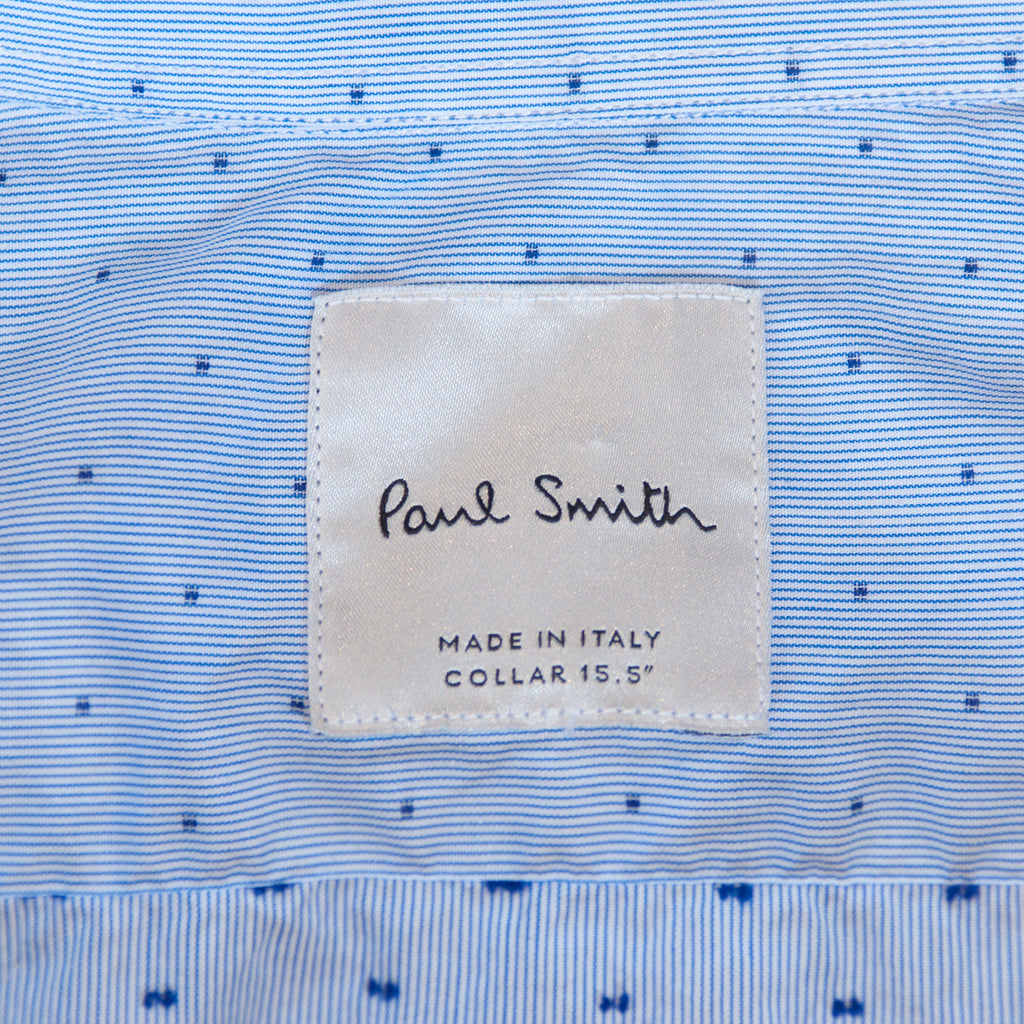 Paul Smith
MADE IN ITALY
COLLAR 15.5"